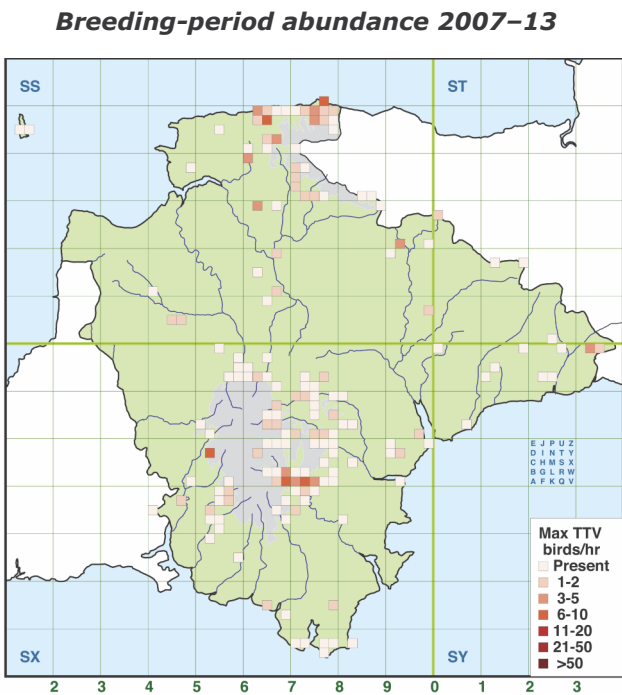 Breeding-period abundance 2007–13
SS
ST
E J P U Z
D I N T Y
C H M S X
B G L R W
A F K Q V
Max TTV
birds/hr
Present
1-2
3-5
6-10
11-20
21-50
>50
SX
SY
2 3 4 5 6 7 8 9 0 1 2 3